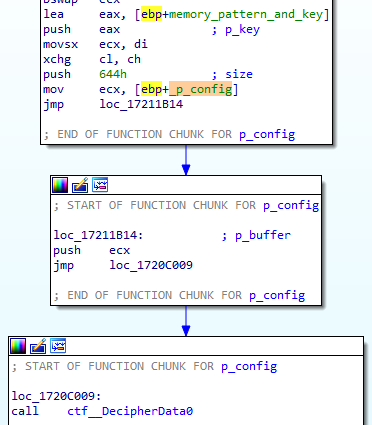 bswap   ecx
lea     eax, [ebp+memory_pattern_and_key]
push    eax             ; p_key
movsx   ecx, di
xchg    cl, ch
push    644h            ; size
mov     ecx, [ebp+_p_config]
jmp     loc_17211B14
; END OF FUNCTION CHUNK FOR p_config
; START OF FUNCTION CHUNK FOR p_config
loc_17211B14:           ; p_buffer
push    ecx
jmp     loc_1720C009
; END OF FUNCTION CHUNK FOR p_config
; START OF FUNCTION CHUNK FOR p_config
loc_1720C009:
call    ctf__DecipherData0